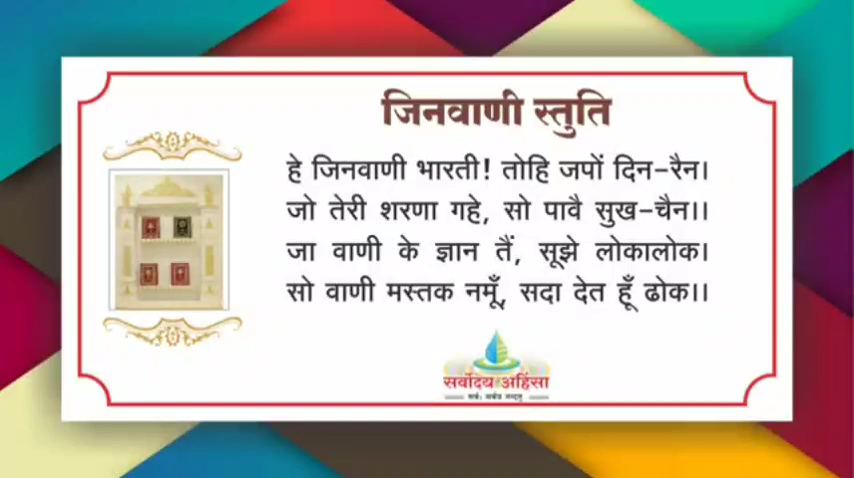 जिनवाणी स्तुति
हे जिनवाणी भारती! तोहि जपों दिन-रैन।
जो तेरी शरणा गहे, सो पावै सुख-चैन।।
जा वाणी के ज्ञान तैं, सूझे लोकालोक।
सो वाणी मस्तक नमूँ, सदा देत हूँ ढोक।।
सर्वोदय अहिंसा